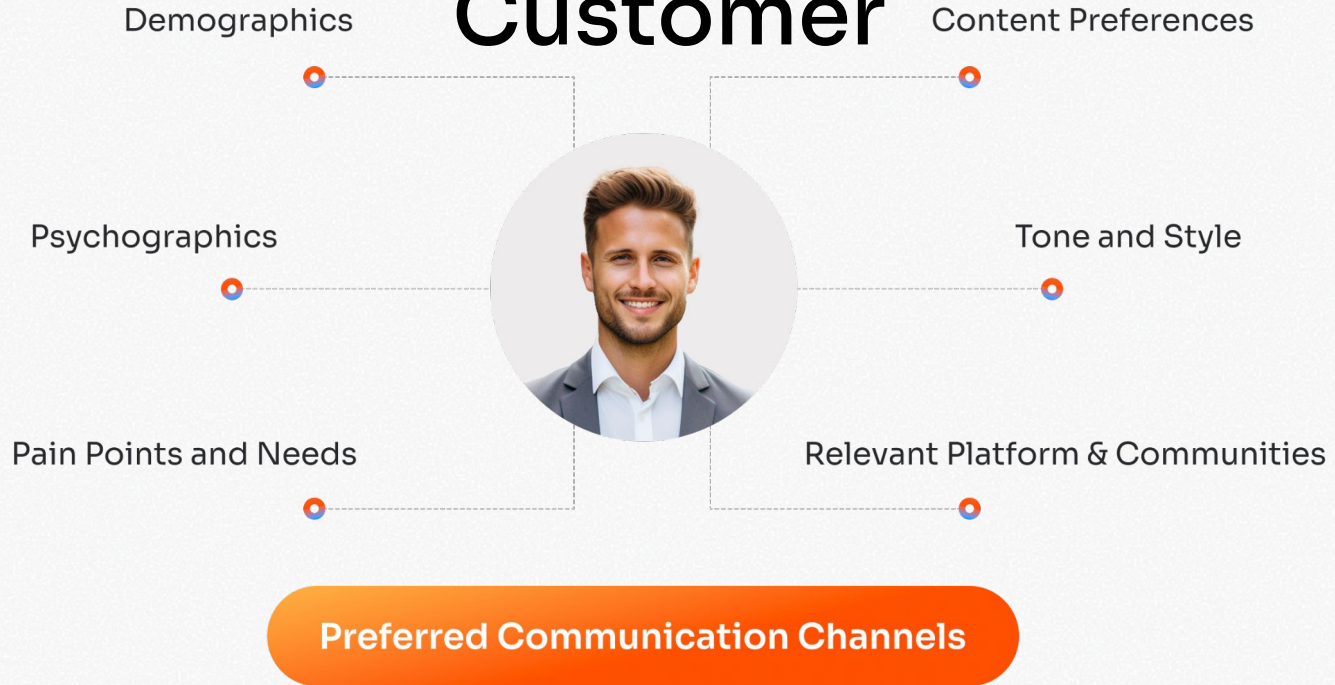 Customer
Demographics
Content Preferences
Psychographics
Tone and Style
Pain Points and Needs
Relevant Platform & Communities
Preferred Communication Channels